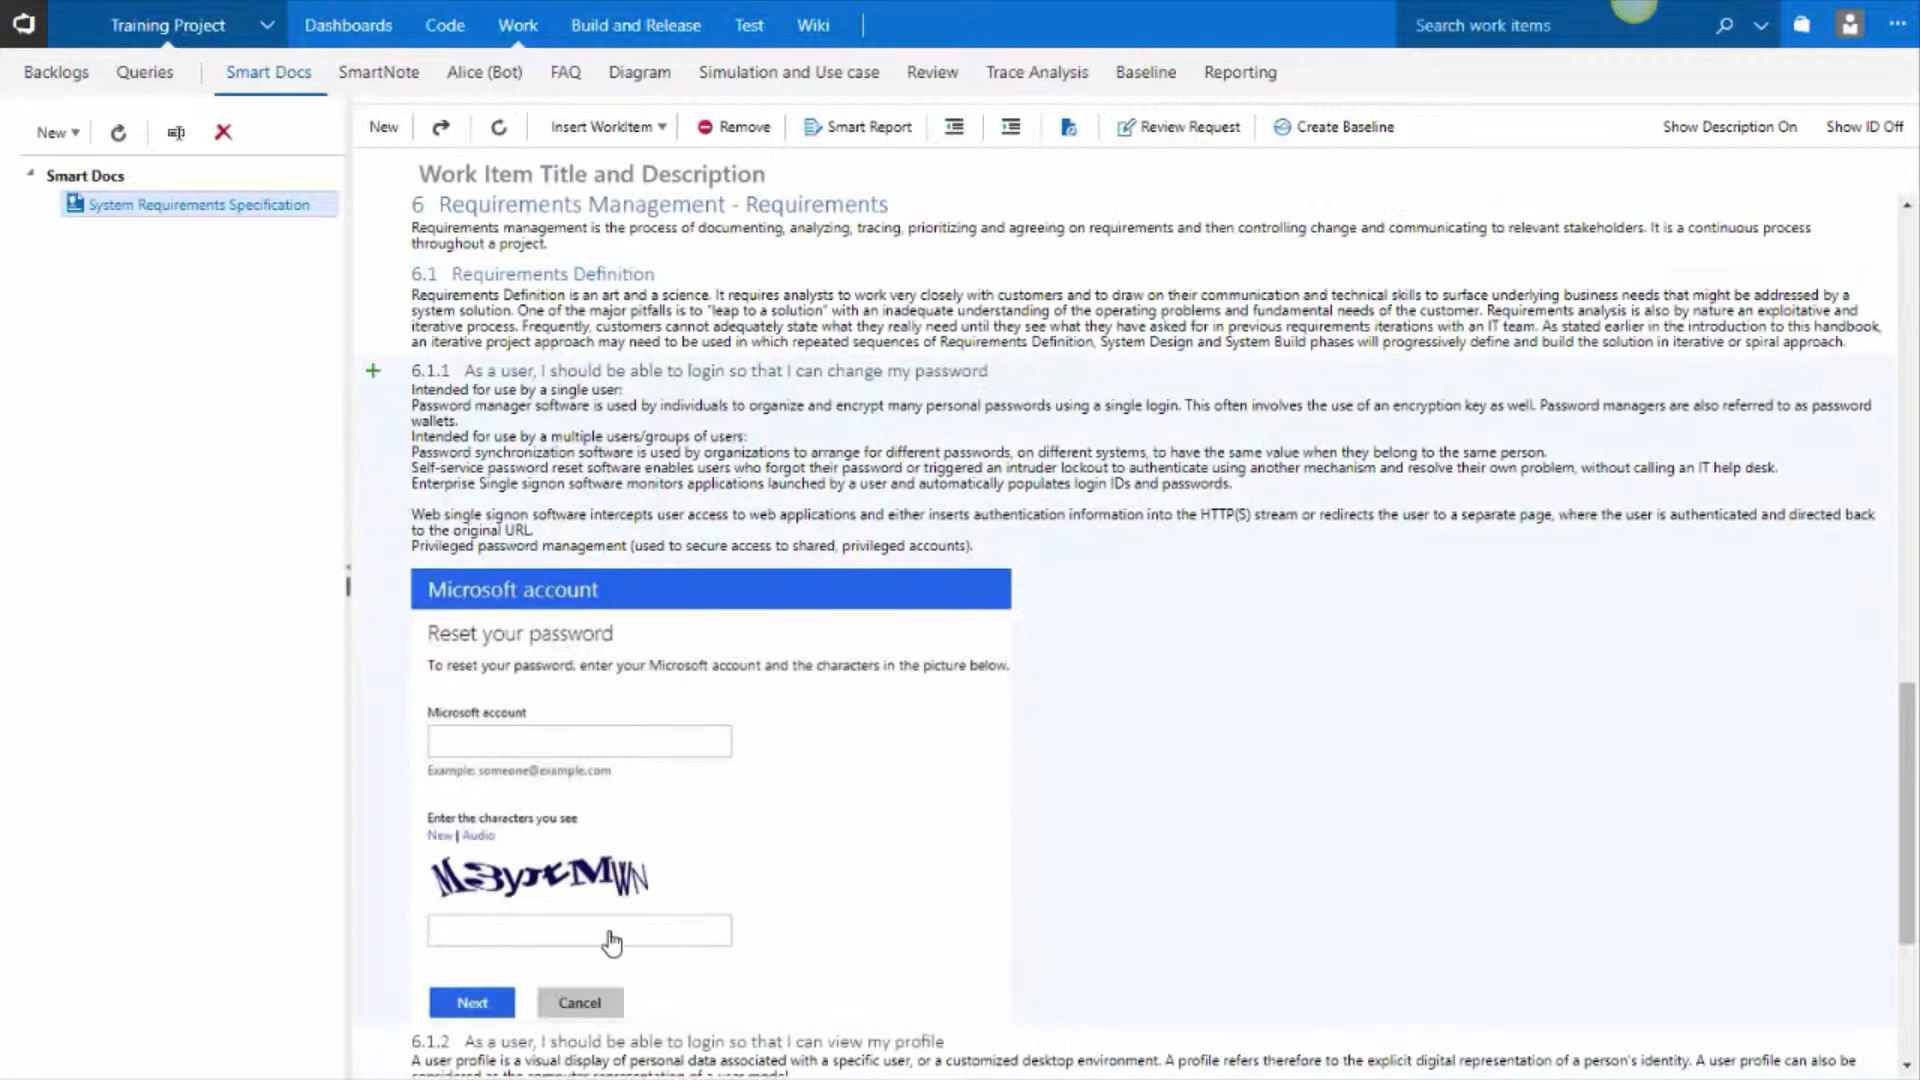 Training Project Dashboards Code Work Build and Release Test Wiki Search work items
Backlogs Queries Smart Docs SmartNote Alice (Bot) FAQ Diagram Simulation and Use case Review Trace Analysis Baseline Reporting
New
New Insert WorkItem Remove Smart Report Review Request Create Baseline Show Description On Show ID Off
Smart Docs
System Requirements Specification
Work Item Title and Description
6 Requirements Management - Requirements
Requirements management is the process of documenting, analyzing, tracing, prioritizing and agreeing on requirements and then controlling change and communicating to relevant stakeholders. It is a continuous process
throughout a project.
6.1 Requirements Definition
Requirements Definition is an art and a science. It requires analysts to work very closely with customers and to draw on their communication and technical skills to surface underlying business needs that might be addressed by a
system solution. One of the major pitfalls is to "leap to a solution" with an inadequate understanding of the operating problems and fundamental needs of the customer. Requirements analysis is also by nature an exploitative and
iterative process. Frequently, customers cannot adequately state what they really need until they see what they have asked for in previous requirements iterations with an IT team. As stated earlier in the introduction to this handbook,
an iterative project approach may need to be used in which repeated sequences of Requirements Definition, System Design and System Build phases will progressively define and build the solution in iterative or spiral approach.
6.1.1 As a user, I should be able to login so that I can change my password
Intended for use by a single user:
Password manager software is used by individuals to organize and encrypt many personal passwords using a single login. This often involves the use of an encryption key as well. Password managers are also referred to as password
wallets.
Intended for use by a multiple users/groups of users:
Password synchronization software is used by organizations to arrange for different passwords, on different systems, to have the same value when they belong to the same person.
Self-service password reset software enables users who forgot their password or triggered an intruder lockout to authenticate using another mechanism and resolve their own problem, without calling an IT help desk.
Enterprise Single signon software monitors applications launched by a user and automatically populates login IDs and passwords.
Web single signon software intercepts user access to web applications and either inserts authentication information into the HTTP(S) stream or redirects the user to a separate page, where the user is authenticated and directed back
to the original URL.
Privileged password management (used to secure access to shared, privileged accounts).
Microsoft account
Reset your password
To reset your password, enter your Microsoft account and the characters in the picture below.
Microsoft account
Example: someone@example.com
Enter the characters you see
New | Audio
Next Cancel
6.1.2 As a user, I should be able to login so that I can view my profile
A user profile is a visual display of personal data associated with a specific user, or a customized desktop environment. A profile refers therefore to the explicit digital representation of a person's identity. A user profile can also be